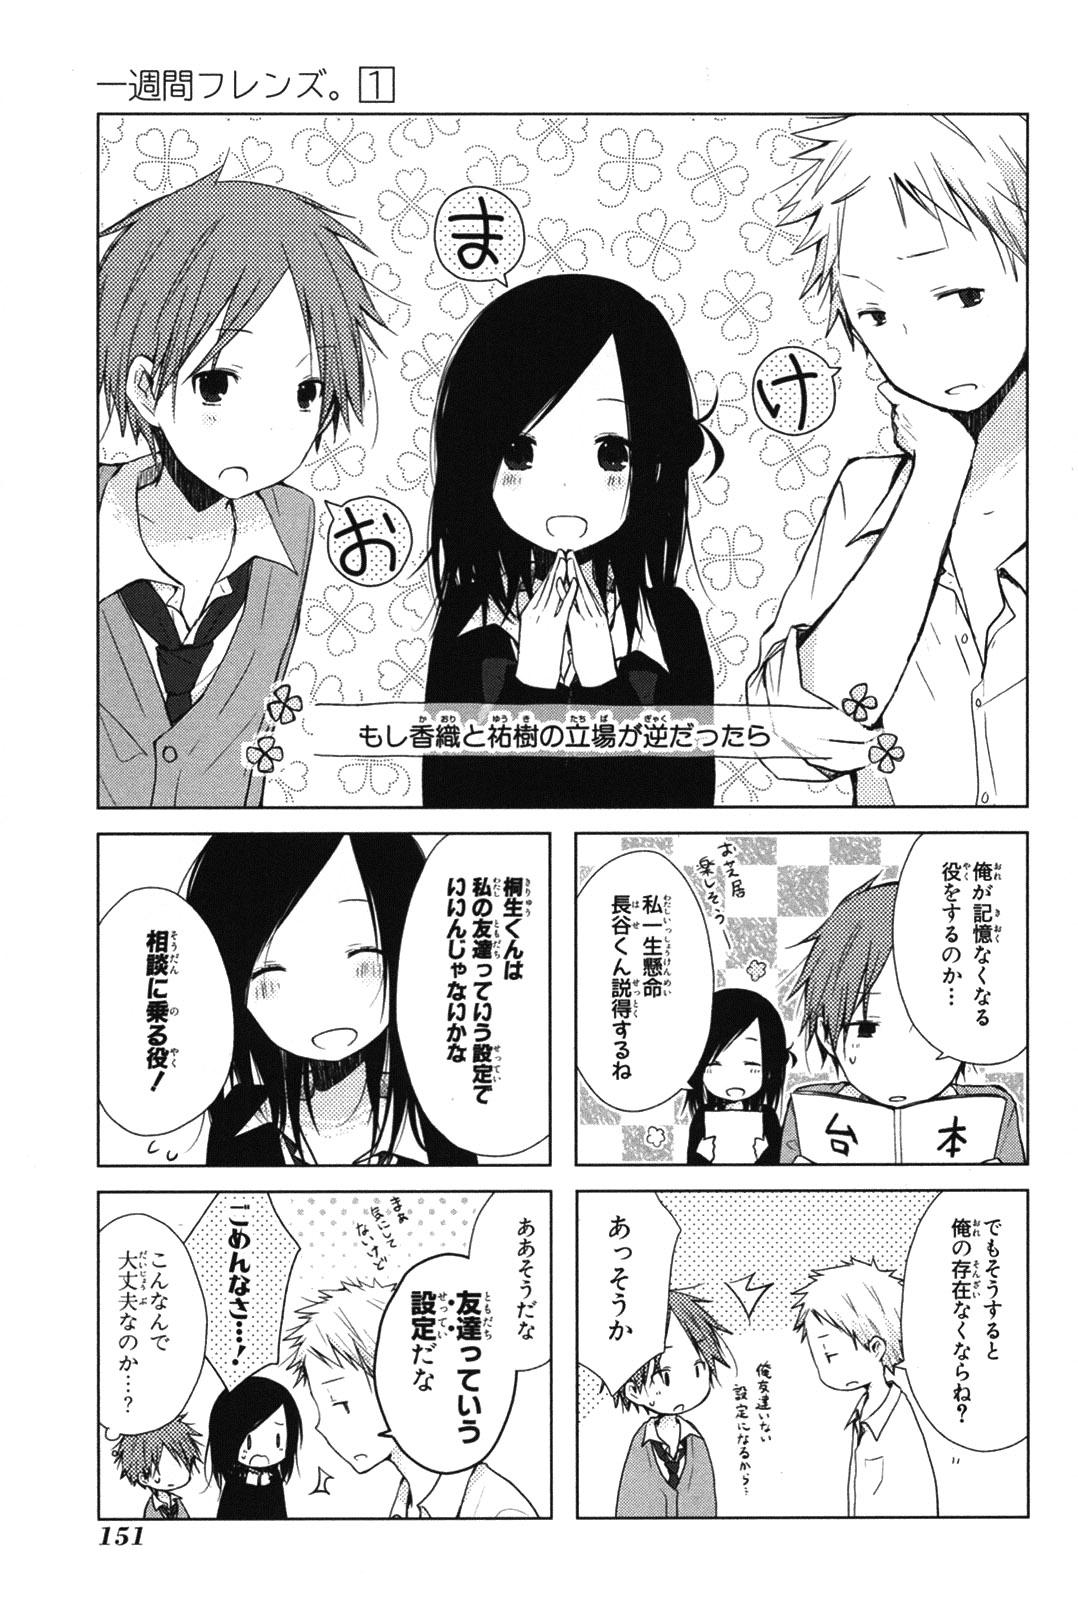 一週間フレンズ。1
おまけ
もし香織と祐樹の立場が逆だったら
俺が記憶なくなる
役をするのか…
私一生懸命
長谷くん説得するね
お芝居
楽しそうー
台本
桐生くんは
私の友達っていう設定で
いいんじゃないかな
相談に乗る役！
でもそうすると
俺の存在なくならね？
あっそうか
俺友達いない
設定になるから…
ああそうだな
友達っていう
設定だな
まぁ
気にして
ないけど
ごめんなさ…！
こんなんで
大丈夫なのか…？
151